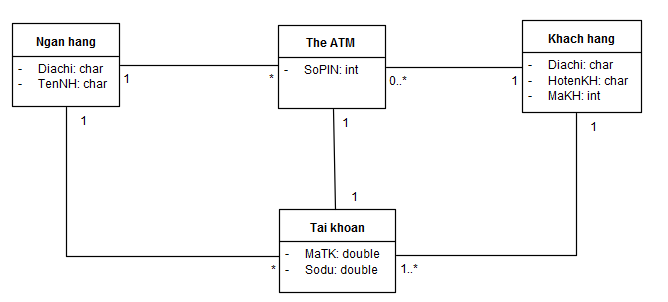 Ngan hang
- Diachi: char
- TenNH: char
The ATM
- SoPIN: int
Khach hang
- Diachi: char
- HotenKH: char
- MaKH: int
1
*
0..*
1
1
1
1
1
*
1..*
Tai khoan
- MaTK: double
- Sodu: double